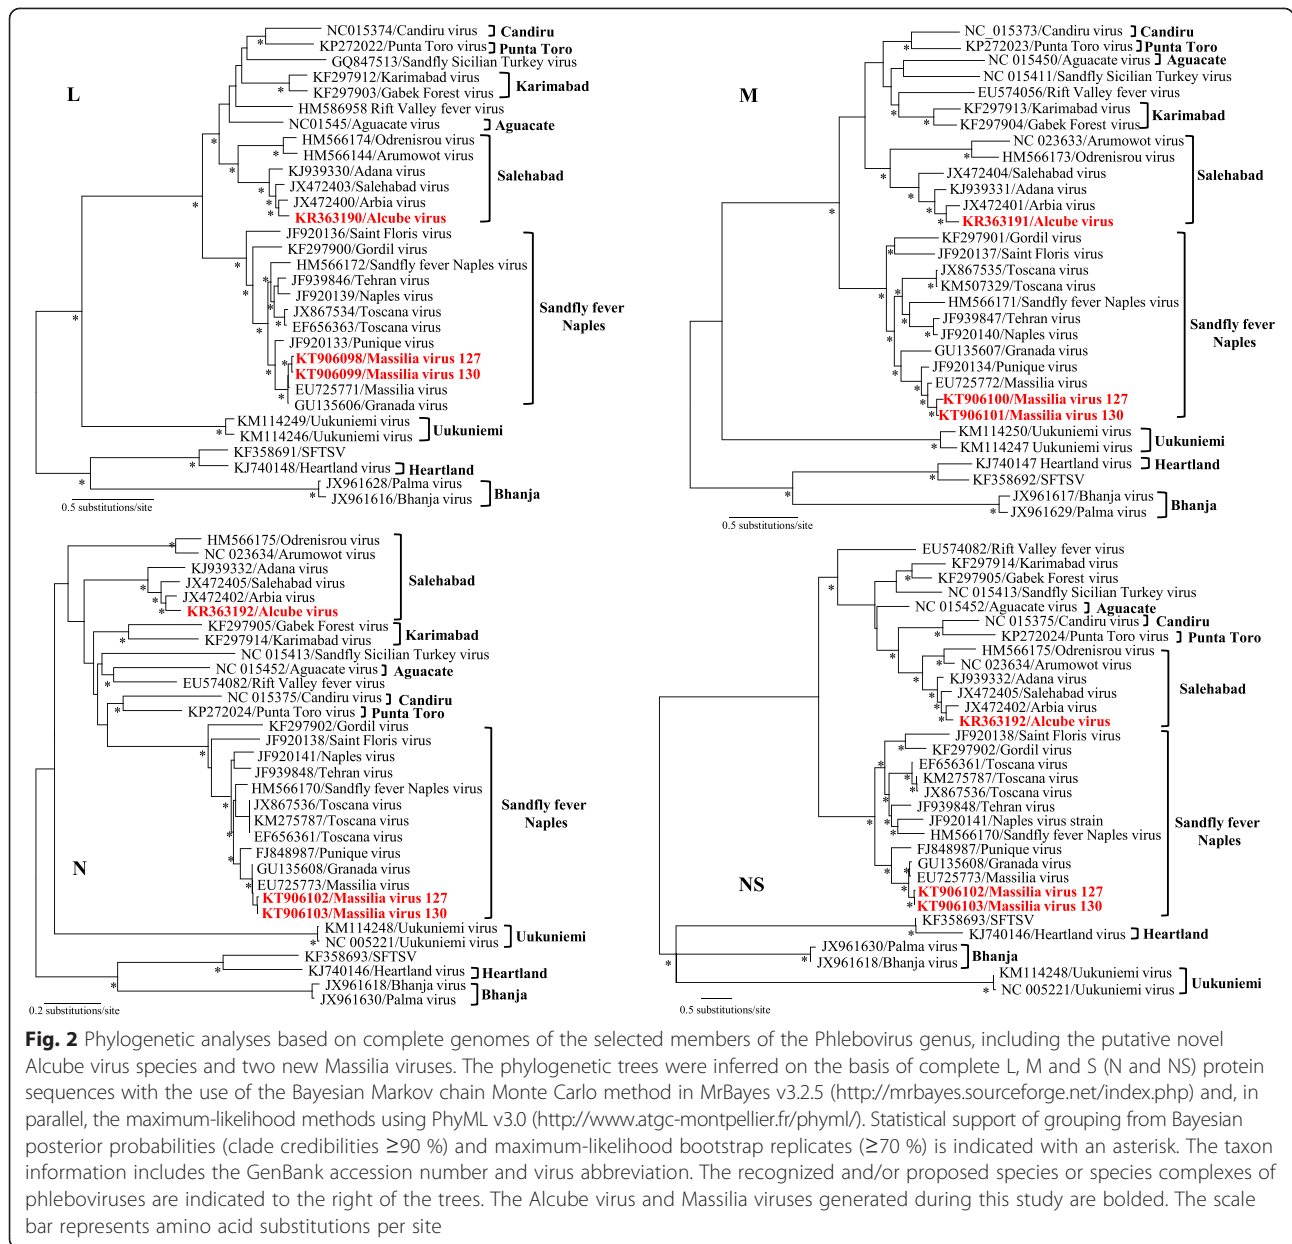 L
NC015374/Candiru virus
Candiru
KP272022/Punta Toro virus
Punta Toro
GQ847513/Sandfly Sicilian Turkey virus
KF297912/Karimabad virus
KF297903/Gabek Forest virus
Karimabad
HM586958 Rift Valley fever virus
NC01545/Aguacate virus
Aguacate
HM566174/Odrenisrou virus
HM566144/Arumowot virus
KJ939330/Adana virus
Salehabad
JX472403/Salehabad virus
JX472400/Arbia virus
KR363190/Alcube virus
JF920136/Saint Floris virus
KF297900/Gordil virus
HM566172/Sandfly fever Naples virus
JF939846/Tehran virus
JF920139/Naples virus
Sandfly fever
Naples
JX867534/Toscana virus
EF656363/Toscana virus
JF920133/Punique virus
KT906098/Massilia virus 127
KT906099/Massilia virus 130
EU725771/Massilia virus
GU135606/Granada virus
KM114249/Uukuniemi virus
KM114246/Uukuniemi virus
Uukuniemi
KF358691/SFTSV
KJ740148/Heartland virus
Heartland
JX961628/Palma virus
JX961616/Bhanja virus
Bhanja
0.5 substitutions/site
M
NC_015373/Candiru virus
Candiru
KP272023/Punta Toro virus
Punta Toro
NC 015450/Aguacate virus
Aguacate
NC 015411/Sandfly Sicilian Turkey virus
EU574056/Rift Valley fever virus
KF297913/Karimabad virus
KF297904/Gabek Forest virus
Karimabad
NC 023633/Arumowot virus
HM566173/Odrenisrou virus
JX472404/Salehabad virus
Salehabad
KJ939331/Adana virus
JX472401/Arbia virus
KR363191/Alcube virus
KF297901/Gordil virus
JF920137/Saint Floris virus
JX867535/Toscana virus
KM507329/Toscana virus
HM566171/Sandfly fever Naples virus
JF939847/Tehran virus
JF920140/Naples virus
Sandfly fever
Naples
GU135607/Granada virus
JF920134/Punique virus
EU725772/Massilia virus
KT906100/Massilia virus 127
KT906101/Massilia virus 130
KM114250/Uukuniemi virus
KM114247 Uukuniemi virus
Uukuniemi
KJ740147 Heartland virus
Heartland
KF358692/SFTSV
JX961617/Bhanja virus
JX961629/Palma virus
Bhanja
0.5 substitutions/site
N
HM566175/Odrenisrou virus
NC 023634/Arumowot virus
KJ939332/Adana virus
Salehabad
JX472405/Salehabad virus
JX472402/Arbia virus
KR363192/Alcube virus
KF297905/Gabek Forest virus
KF297914/Karimabad virus
Karimabad
NC 015413/Sandfly Sicilian Turkey virus
NC 015452/Aguacate virus
Aguacate
EU574082/Rift Valley fever virus
NC 015375/Candiru virus
Candiru
KP272024/Punta Toro virus
Punta Toro
KF297902/Gordil virus
JF920138/Saint Floris virus
JF920141/Naples virus
JF939848/Tehran virus
HM566170/Sandfly fever Naples virus
JX867536/Toscana virus
Sandfly fever
Naples
KM275787/Toscana virus
EF656361/Toscana virus
FJ848987/Punique virus
GU135608/Granada virus
EU725773/Massilia virus
KT906102/Massilia virus 127
KT906103/Massilia virus 130
KM114248/Uukuniemi virus
NC 005221/Uukuniemi virus
Uukuniemi
KF358693/SFTSV
KJ740146/Heartland virus
Heartland
JX961618/Bhanja virus
JX961630/Palma virus
Bhanja
0.2 substitutions/site
NS
EU574082/Rift Valley fever virus
KF297914/Karimabad virus
KF297905/Gabek Forest virus
NC 015413/Sandfly Sicilian Turkey virus
NC 015452/Aguacate virus
Aguacate
NC 015375/Candiru virus
Candiru
KP272024/Punta Toro virus
Punta Toro
HM566175/Odrenisrou virus
NC 023634/Arumowot virus
KJ939332/Adana virus
Salehabad
JX472405/Salehabad virus
JX472402/Arbia virus
KR363192/Alcube virus
JF920138/Saint Floris virus
KF297902/Gordil virus
EF656361/Toscana virus
KM275787/Toscana virus
JX867536/Toscana virus
JF939848/Tehran virus
JF920141/Naples virus strain
Sandfly fever
Naples
HM566170/Sandfly fever Naples virus
FJ848987/Punique virus
GU135608/Granada virus
EU725773/Massilia virus
KT906102/Massilia virus 127
KT906103/Massilia virus 130
KF358693/SFTSV
KJ740146/Heartland virus
Heartland
JX961630/Palma virus
JX961618/Bhanja virus
Bhanja
KM114248/Uukuniemi virus
NC 005221/Uukuniemi virus
Uukuniemi
0.5 substitutions/site
Fig. 2 Phylogenetic analyses based on complete genomes of the selected members of the Phlebovirus genus, including the putative novel
Alcube virus species and two new Massilia viruses. The phylogenetic trees were inferred on the basis of complete L, M and S (N and NS) protein
sequences with the use of the Bayesian Markov chain Monte Carlo method in MrBayes v3.2.5 (http://mrbayes.sourceforge.net/index.php) and, in
parallel, the maximum-likelihood methods using PhyML v3.0 (http://www.atgc-montpellier.fr/phyml/). Statistical support of grouping from Bayesian
posterior probabilities (clade credibilities ≥90 %) and maximum-likelihood bootstrap replicates (≥70 %) is indicated with an asterisk. The taxon
information includes the GenBank accession number and virus abbreviation. The recognized and/or proposed species or species complexes of
phleboviruses are indicated to the right of the trees. The Alcube virus and Massilia viruses generated during this study are bolded. The scale
bar represents amino acid substitutions per site